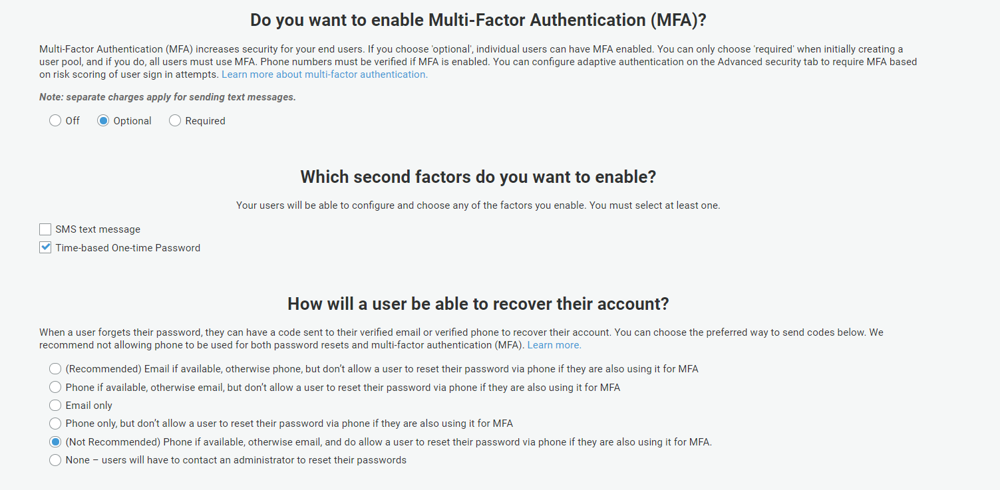 Do you want to enable Multi-Factor Authentication (MFA)?
Multi-Factor Authentication (MFA) increases security for your end users. If you choose 'optional', individual users can have MFA enabled. You can only choose 'required' when initially creating a
user pool, and if you do, all users must use MFA. Phone numbers must be verified if MFA is enabled. You can configure adaptive authentication on the Advanced security tab to require MFA based
on risk scoring of user sign in attempts. Learn more about multi-factor authentication.
Note: separate charges apply for sending text messages.
Off Optional Required
Which second factors do you want to enable?
Your users will be able to configure and choose any of the factors you enable. You must select at least one.
SMS text message
Time-based One-time Password
How will a user be able to recover their account?
When a user forgets their password, they can have a code sent to their verified email or verified phone to recover their account. You can choose the preferred way to send codes below. We
recommend not allowing phone to be used for both password resets and multi-factor authentication (MFA). Learn more.
(Recommended) Email if available, otherwise phone, but don’t allow a user to reset their password via phone if they are also using it for MFA
Phone if available, otherwise email, but don’t allow a user to reset their password via phone if they are also using it for MFA
Email only
Phone only, but don’t allow a user to reset their password via phone if they are also using it for MFA
(Not Recommended) Phone if available, otherwise email, and do allow a user to reset their password via phone if they are also using it for MFA.
None – users will have to contact an administrator to reset their passwords